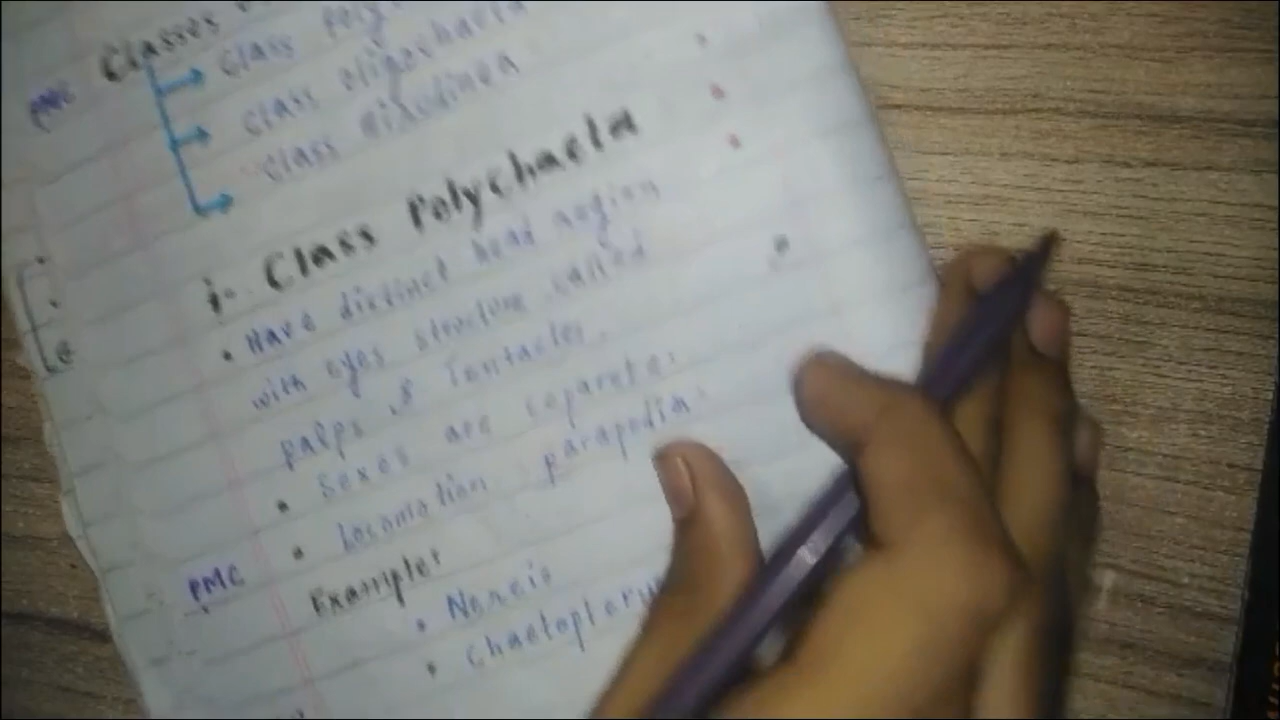 PMC Classes
Class Poly
Class oligochaeta
Class Hirudinea
i- Class Polychaeta
• Have distinct head region
with eyes structure called
palps & Tentacles.
• Sexes are separate.
• Locomotion parapodia.
PMC Examples
• Nereis
• Chaetopteru